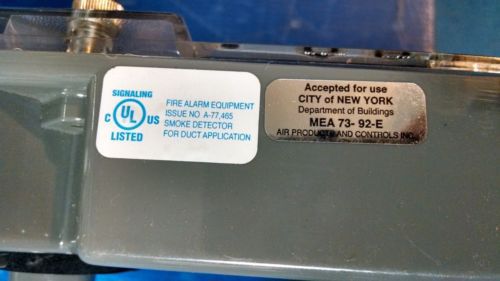 SIGNALING
C UL US
LISTED
FIRE ALARM EQUIPMENT
ISSUE NO A-77,465
SMOKE DETECTOR
FOR DUCT APPLICATION
Accepted for use
CITY of NEW YORK
Department of Buildings
MEA 73- 92-E
AIR PRODUCTS AND CONTROLS INC.